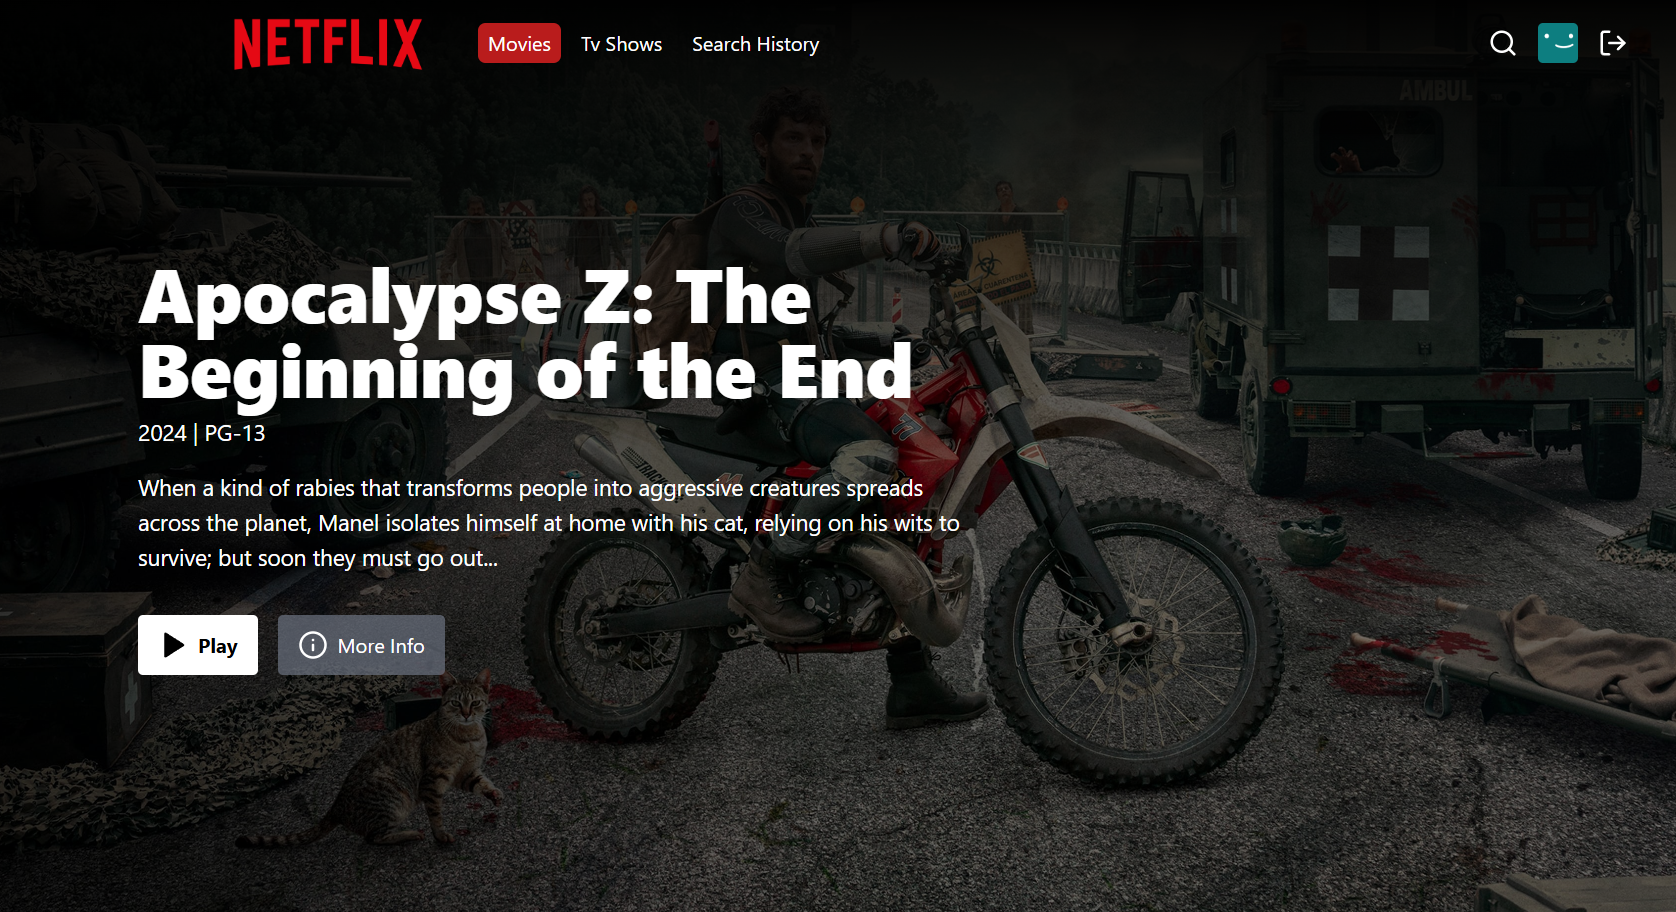 NETFLIX
Movies
Tv Shows
Search History
AMBUL
CUARENTENA
Apocalypse Z: The
Beginning of the End
2024 | PG-13
When a kind of rabies that transforms people into aggressive creatures spreads
across the planet, Manel isolates himself at home with his cat, relying on his wits to
survive; but soon they must go out...
Play
More Info